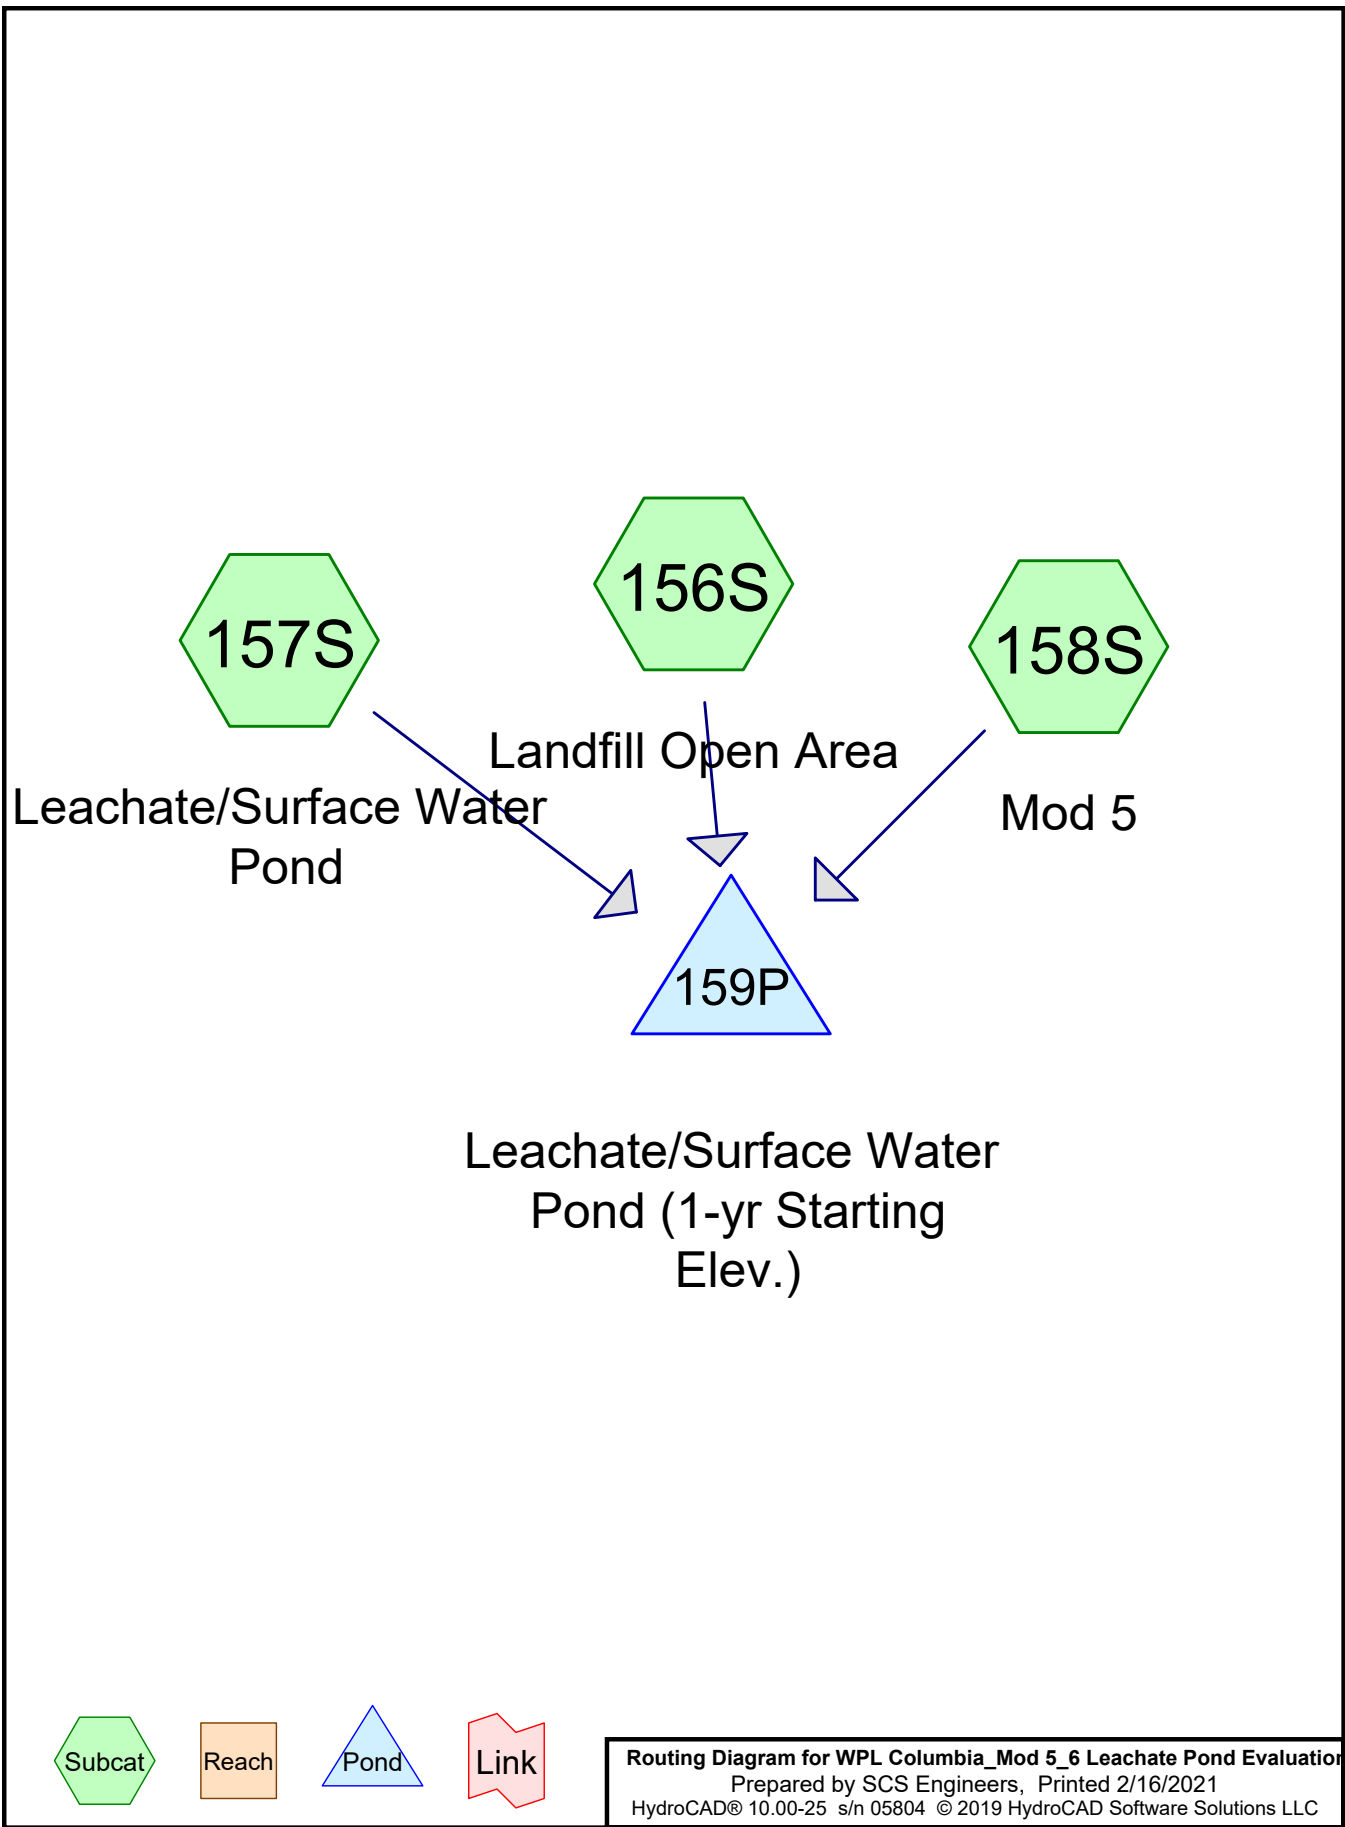 157S
156S
158S
Landfill Open Area
Leachate/Surface Water
Pond
Mod 5
159P
Leachate/Surface Water
Pond (1-yr Starting
Elev.)
Subcat
Reach
Pond
Link
Routing Diagram for WPL Columbia_Mod 5_6 Leachate Pond Evaluation
Prepared by SCS Engineers, Printed 2/16/2021
HydroCAD® 10.00-25 s/n 05804 © 2019 HydroCAD Software Solutions LLC